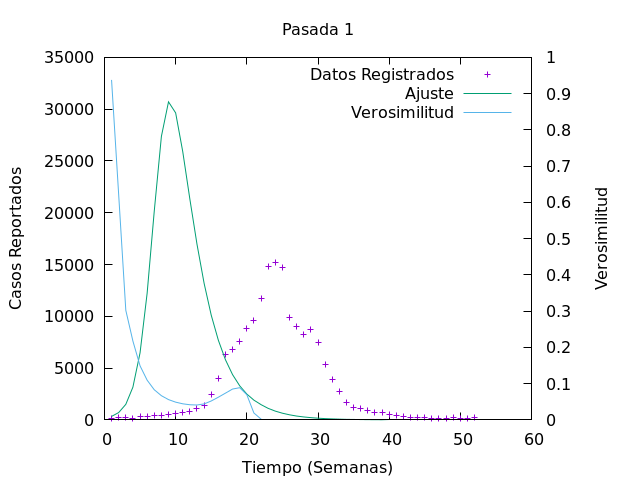 Pasada 1
35000
30000
25000
20000
15000
10000
5000
0
Casos Reportados
1
0.9
0.8
0.7
0.6
0.5
0.4
0.3
0.2
0.1
0
Verosimilitud
Datos Registrados
Ajuste
Verosimilitud
0 10 20 30 40 50 60
Tiempo (Semanas)